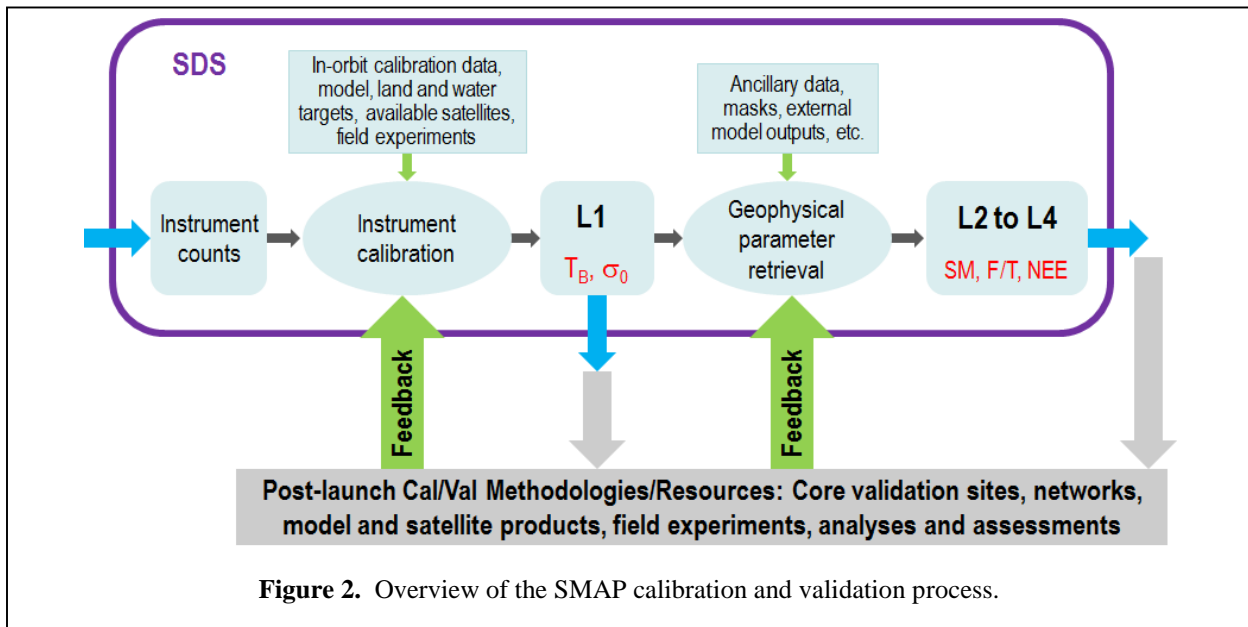 SDS
In-orbit calibration data,
model, land and water
targets, available satellites,
field experiments
Ancillary data,
masks, external
model outputs, etc.
Instrument
counts
Instrument
calibration
L1
T_B, σ_0
Geophysical
parameter
retrieval
L2 to L4
SM, F/T, NEE
Feedback
Feedback
Post-launch Cal/Val Methodologies/Resources: Core validation sites, networks,
model and satellite products, field experiments, analyses and assessments
Figure 2. Overview of the SMAP calibration and validation process.